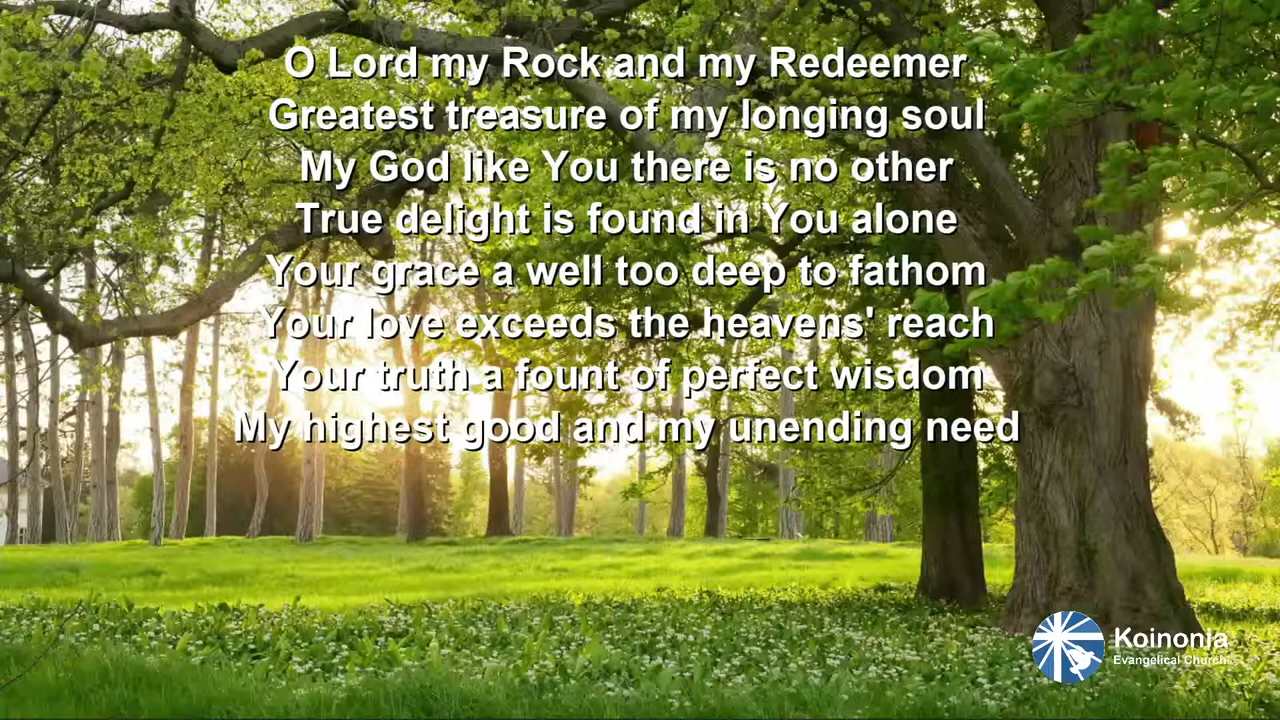 O Lord my Rock and my Redeemer
Greatest treasure of my longing soul
My God like You there is no other
True delight is found in You alone
Your grace a well too deep to fathom
Your love exceeds the heavens' reach
Your truth a fount of perfect wisdom
My highest good and my unending need
Koinonia
Evangelical Church